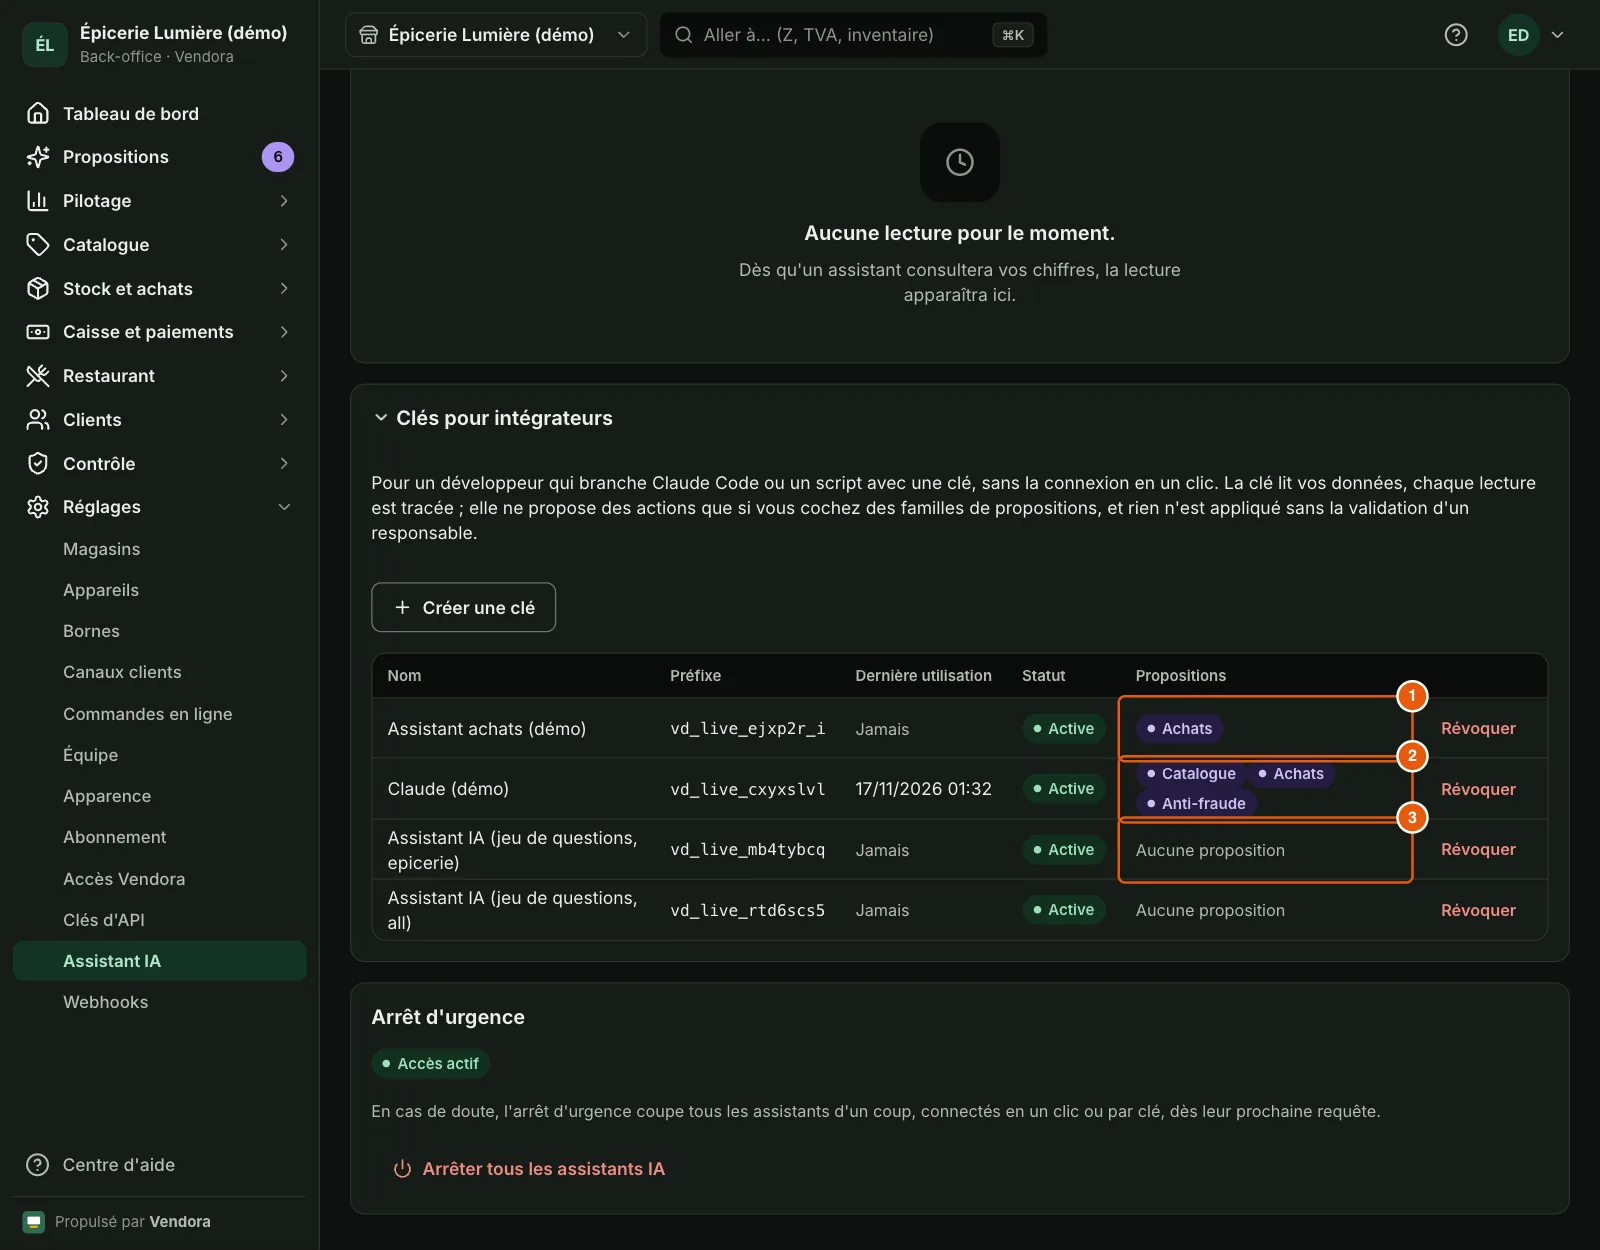 ÉL
Épicerie Lumière (démo)
Back-office · Vendora
Épicerie Lumière (démo)
Aller à... (Z, TVA, inventaire)
⌘K
ED
Tableau de bord
Propositions
6
Pilotage
Catalogue
Stock et achats
Caisse et paiements
Restaurant
Clients
Contrôle
Réglages
Magasins
Appareils
Bornes
Canaux clients
Commandes en ligne
Équipe
Apparence
Abonnement
Accès Vendora
Clés d'API
Assistant IA
Webhooks
Centre d'aide
Propulsé par Vendora
Aucune lecture pour le moment.
Dès qu'un assistant consultera vos chiffres, la lecture
apparaîtra ici.
Clés pour intégrateurs
Pour un développeur qui branche Claude Code ou un script avec une clé, sans la connexion en un clic. La clé lit vos données, chaque lecture
est tracée ; elle ne propose des actions que si vous cochez des familles de propositions, et rien n'est appliqué sans la validation d'un
responsable.
+ Créer une clé
Nom Préfixe Dernière utilisation Statut Propositions
1
Assistant achats (démo) vd_live_ejxp2r_i Jamais Active Achats Révoquer
2
Claude (démo) vd_live_cxyxslvl 17/11/2026 01:32 Active Catalogue Achats Révoquer
Anti-fraude
3
Assistant IA (jeu de questions, vd_live_mb4tybcq Jamais Active Aucune proposition Révoquer
epicerie)
Assistant IA (jeu de questions, vd_live_rtd6scs5 Jamais Active Aucune proposition Révoquer
all)
Arrêt d'urgence
Accès actif
En cas de doute, l'arrêt d'urgence coupe tous les assistants d'un coup, connectés en un clic ou par clé, dès leur prochaine requête.
Arrêter tous les assistants IA